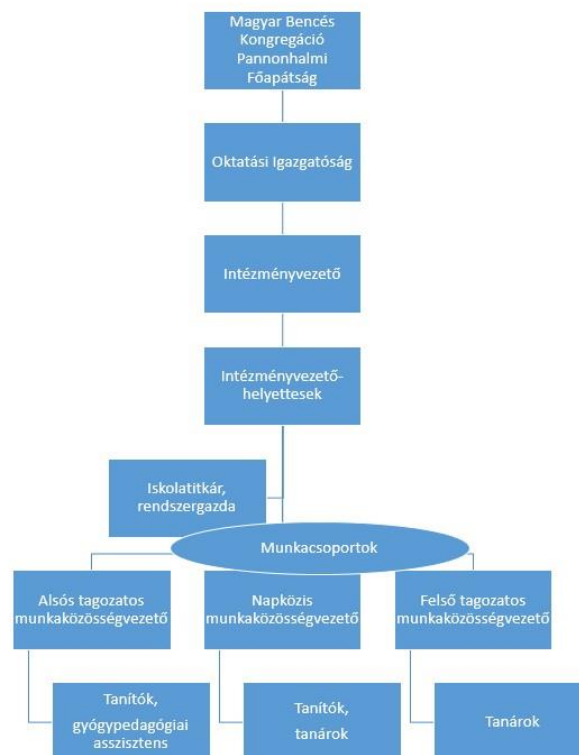 Magyar Bencés
Kongregáció
Pannonhalmi
Főapátság
Oktatási Igazgatóság
Intézményvezető
Intézményvezető-
helyettesek
Iskolatitkár,
rendszergazda
Munkacsoportok
Alsós tagozatos
munkaközösségvezető
Napközis
munkaközösségvezető
Felső tagozatos
munkaközösségvezető
Tanítók,
gyógypedagógiai
asszisztens
Tanítók,
tanárok
Tanárok